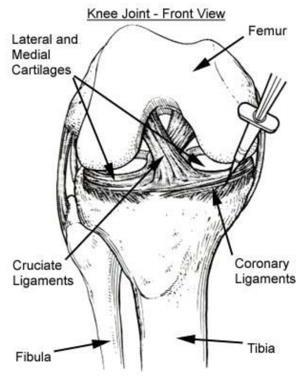 Knee Joint - Front View
Lateral and
Medial
Cartilages
Femur
Cruciate
Ligaments
Coronary
Ligaments
Fibula
Tibia